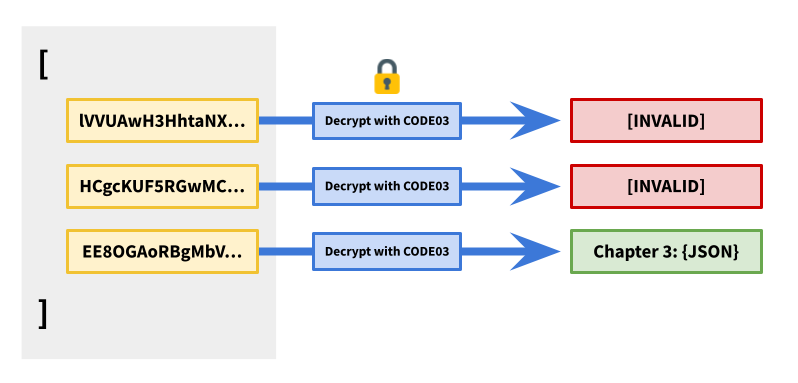 [
lVVUAwH3HhtaNX... Decrypt with CODE03 [INVALID]
HCgcKUF5RGwMC... Decrypt with CODE03 [INVALID]
EE8OGAoRBgMbV... Decrypt with CODE03 Chapter 3: {JSON}
]